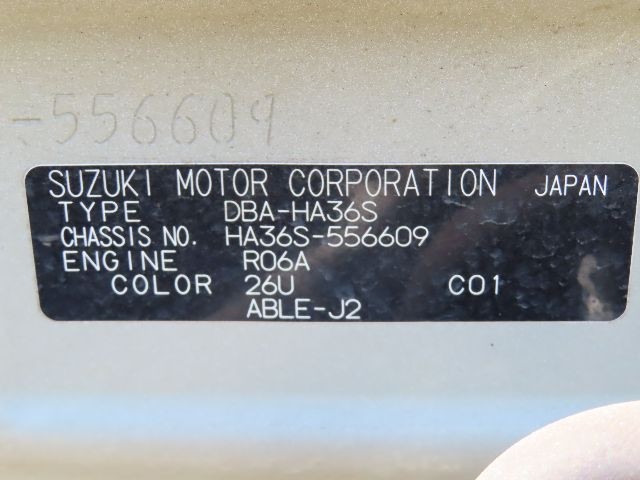 -556609
SUZUKI MOTOR CORPORATION JAPAN
TYPE DBA-HA36S
CHASSIS NO. HA36S-556609
ENGINE R06A
COLOR 26U C01
ABLE-J2